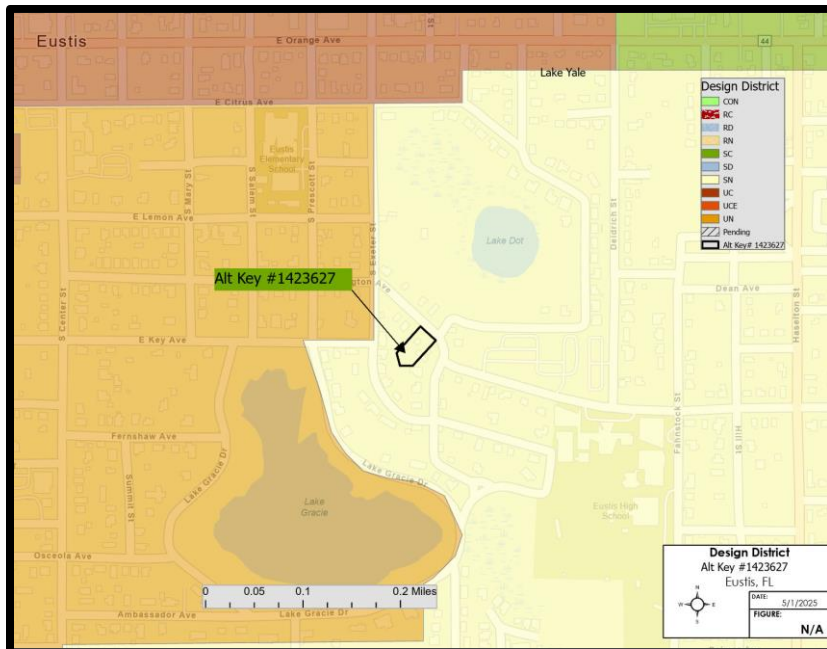 Eustis
E Orange Ave
St
44
Lake Yale
E Citrus Ave
Design District
CON
RC
RD
RN
SC
SD
SN
UC
UCE
UN
Pending
Alt Key# 1423627
Eustis
Elementary
School
S Mary St
S Salem St
S Prescott St
E Lemon Ave
S Exeter St
Deidrich St
Lake Dot
Alt Key #1423627
gton Ave
Dean Ave
S Center St
Haselton St
E Key Ave
Fahnstock St
Hill St
Fernshaw Ave
Lake Gracie Dr
Summit St
Lake Gracie Dr
Lake
Gracie
Eustis High
School
Osceola Ave
0 0.05 0.1 0.2 Miles
Ambassador Ave
Lake Gracie Dr
Design District
Alt Key #1423627
Eustis, FL
N
W
E
S
DATE:
5/1/2025
FIGURE:
N/A